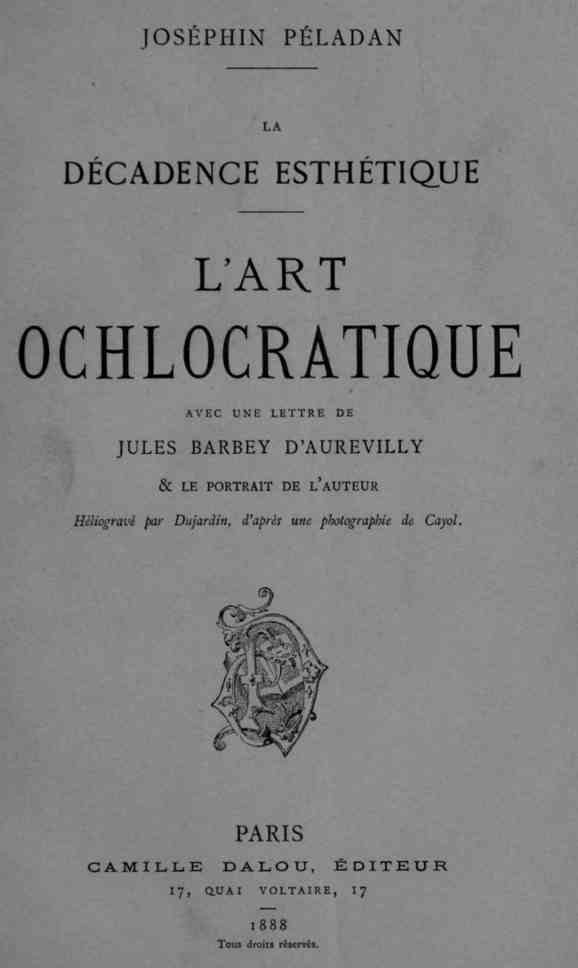 JOSÉPHIN PÉLADAN
LA
DÉCADENCE ESTHÉTIQUE
L'ART
OCHLOCRATIQUE
AVEC UNE LETTRE DE
JULES BARBEY D'AUREVILLY
& LE PORTRAIT DE L'AUTEUR
Héliogravé par Dujardin, d'après une photographie de Cayol.
PARIS
CAMILLE DALOU, ÉDITEUR
17, QUAI VOLTAIRE, 17
1888
Tous droits réservés.